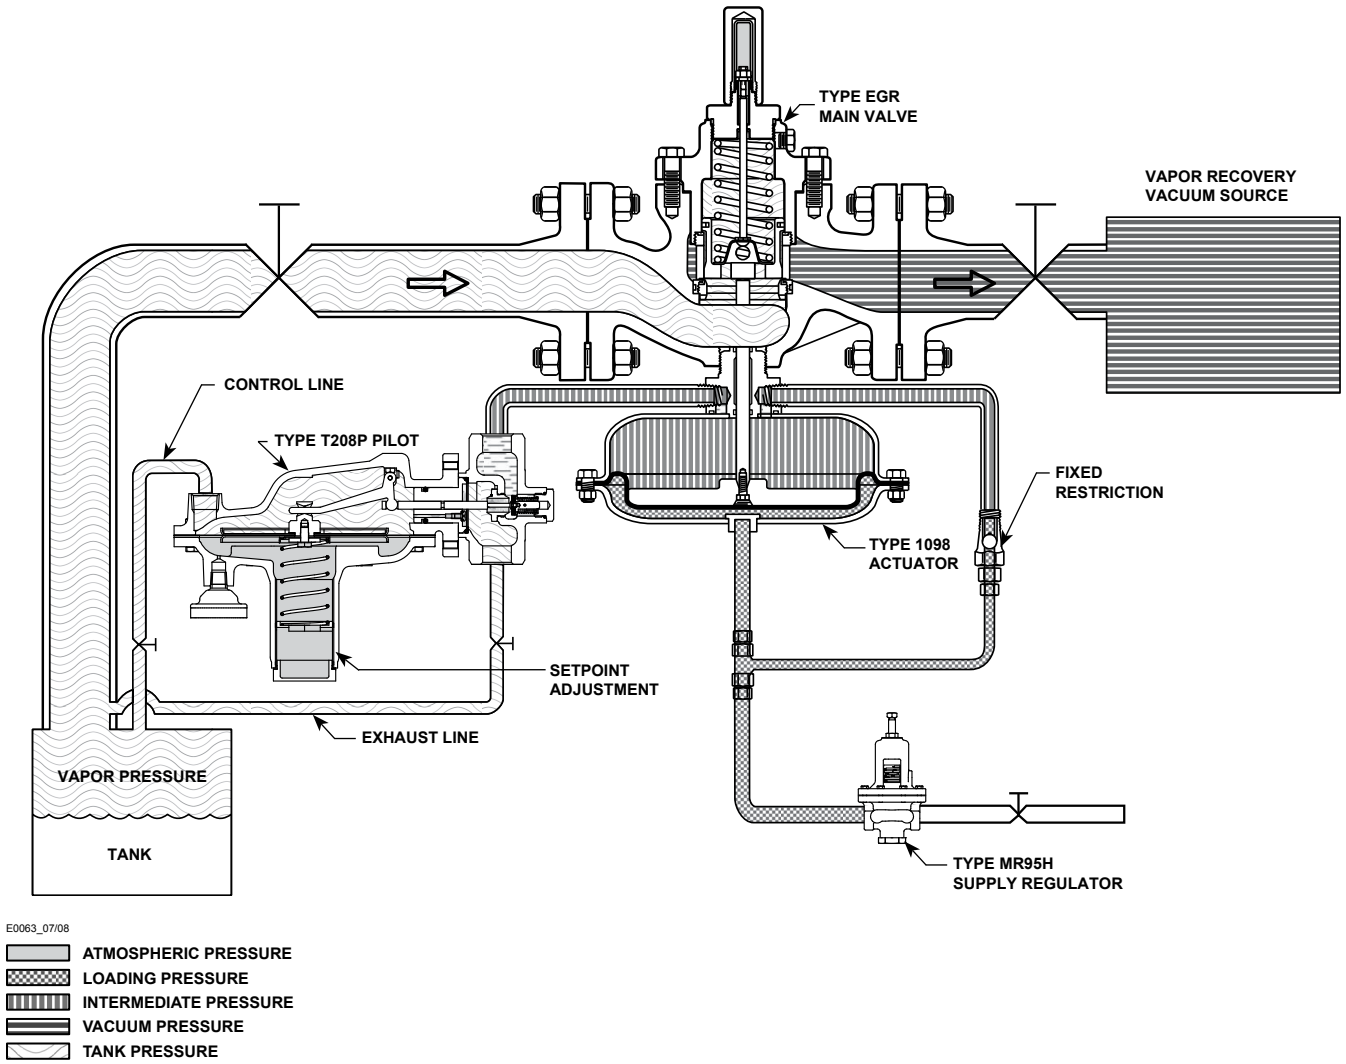 TYPE EGR
MAIN VALVE
VAPOR RECOVERY
VACUUM SOURCE
CONTROL LINE
TYPE T208P PILOT
FIXED
RESTRICTION
TYPE 1098
ACTUATOR
SETPOINT
ADJUSTMENT
EXHAUST LINE
VAPOR PRESSURE
TANK
TYPE MR95H
SUPPLY REGULATOR
E0063_07/08
ATMOSPHERIC PRESSURE
LOADING PRESSURE
INTERMEDIATE PRESSURE
VACUUM PRESSURE
TANK PRESSURE